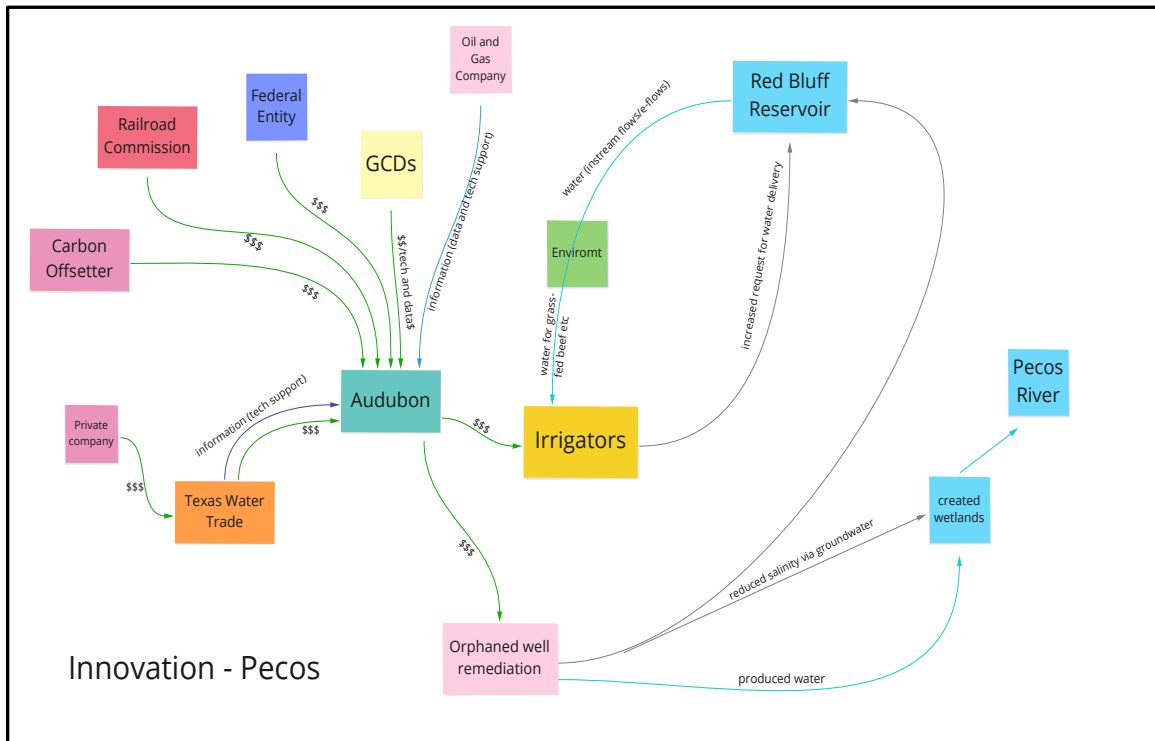 Oil and
Gas
Company
Federal
Entity
Railroad
Commission
GCDs
Red Bluff
Reservoir
water (instream flows/e-flows)
information (data and tech support)
$$$
$$$
$$/tech and data$
Carbon
Offsetter
$$$
Enviromt
increased request for water delivery
water for grass-
fed beef etc
Audubon
information (tech support)
$$$
$$$
Irrigators
Pecos
River
Private
company
$$$
Texas Water
Trade
created
wetlands
$$$
reduced salinity via groundwater
Orphaned well
remediation
produced water
Innovation - Pecos